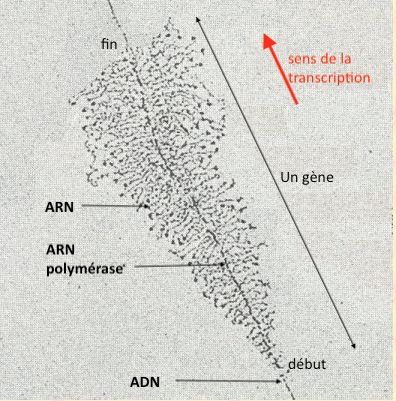 fin
sens de la
transcription
Un gène
ARN
ARN
polymérase
début
ADN